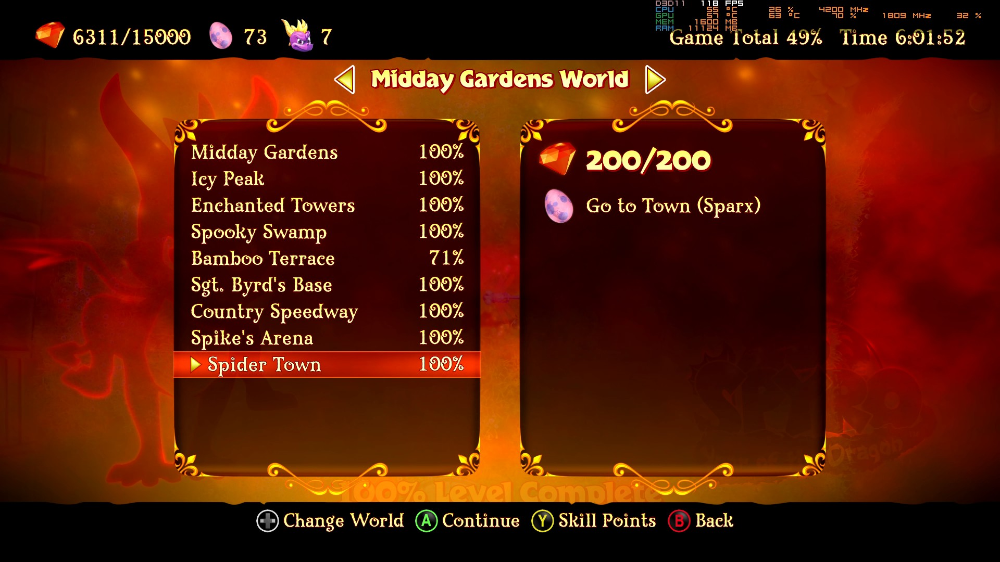 D3D11 118 FPS
CPU 55 °C 26 % 4200 MHz
GPU 57 °C 63 °C 70 % 1809 MHz 32 %
MEM 1600 MB
RAM 11124 MB
6311/15000 73 7 Game Total 49% Time 6:01:52
Midday Gardens World
Midday Gardens 100%
Icy Peak 100%
Enchanted Towers 100%
Spooky Swamp 100%
Bamboo Terrace 71%
Sgt. Byrd's Base 100%
Country Speedway 100%
Spike's Arena 100%
Spider Town 100%
200/200
Go to Town (Sparx)
SPYRO
Dragon
100% Level Complete
Change World A Continue Y Skill Points B Back